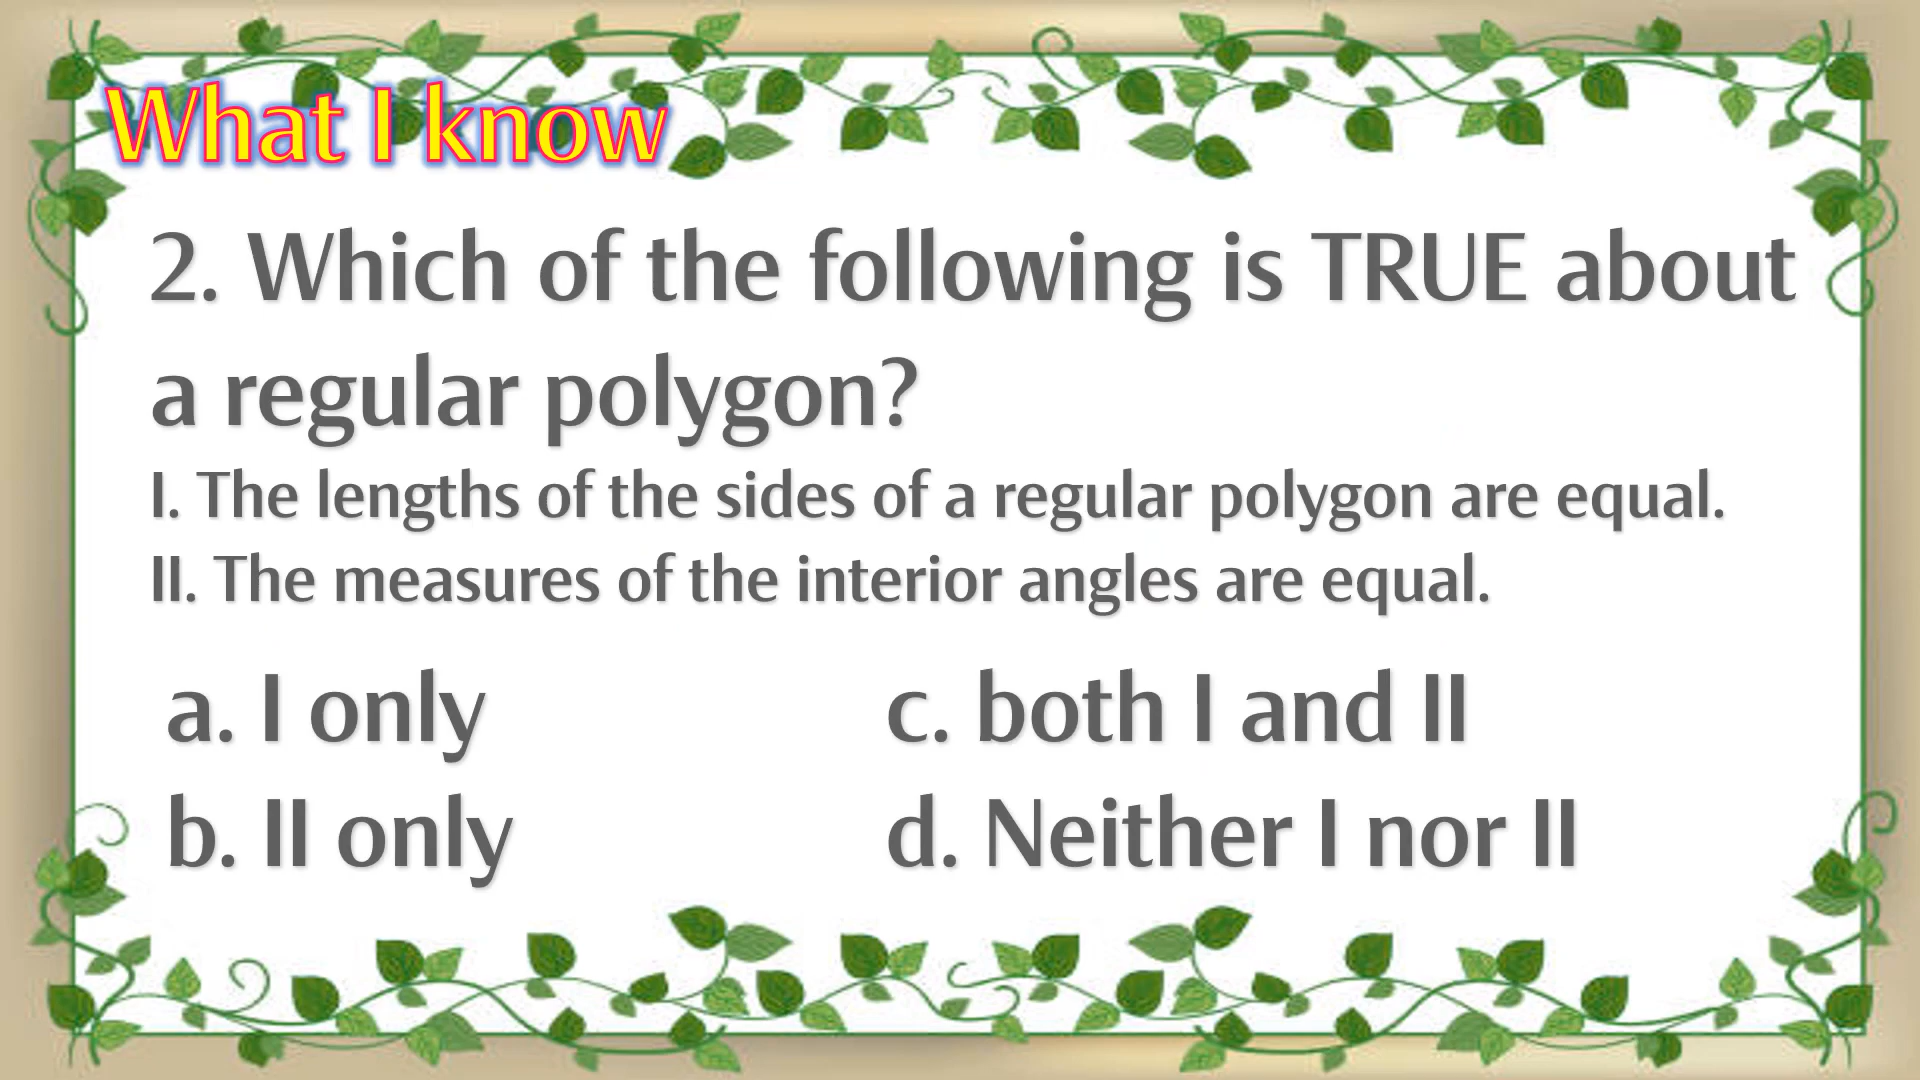 What I know
2. Which of the following is TRUE about
a regular polygon?
I. The lengths of the sides of a regular polygon are equal.
II. The measures of the interior angles are equal.
a. I only
c. both I and II
b. II only
d. Neither I nor II